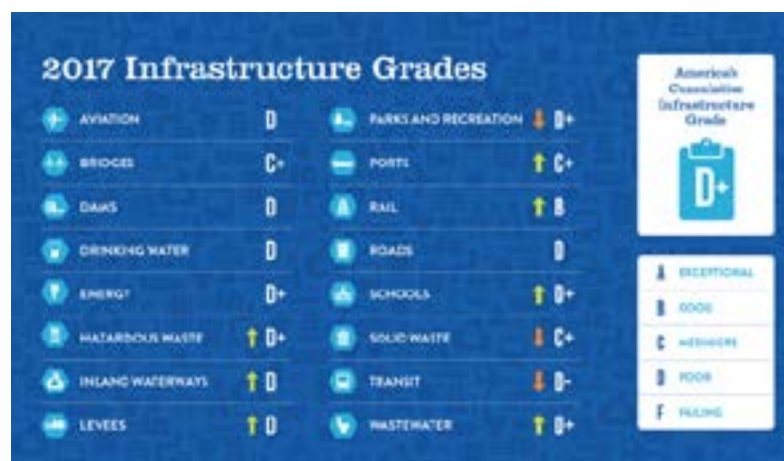 2017 Infrastructure Grades
AVIATION D
BRIDGES C+
DAMS D
DRINKING WATER D
ENERGY D+
HAZARDOUS WASTE D+
INLAND WATERWAYS D
LEVEES D
PARKS AND RECREATION D+
PORTS C+
RAIL B
ROADS D
SCHOOLS D+
SOLID WASTE C+
TRANSIT D-
WASTEWATER D+
America's
Cumulative
Infrastructure
Grade
D+
A EXCEPTIONAL
B GOOD
C MEDIOCRE
D POOR
F FAILING